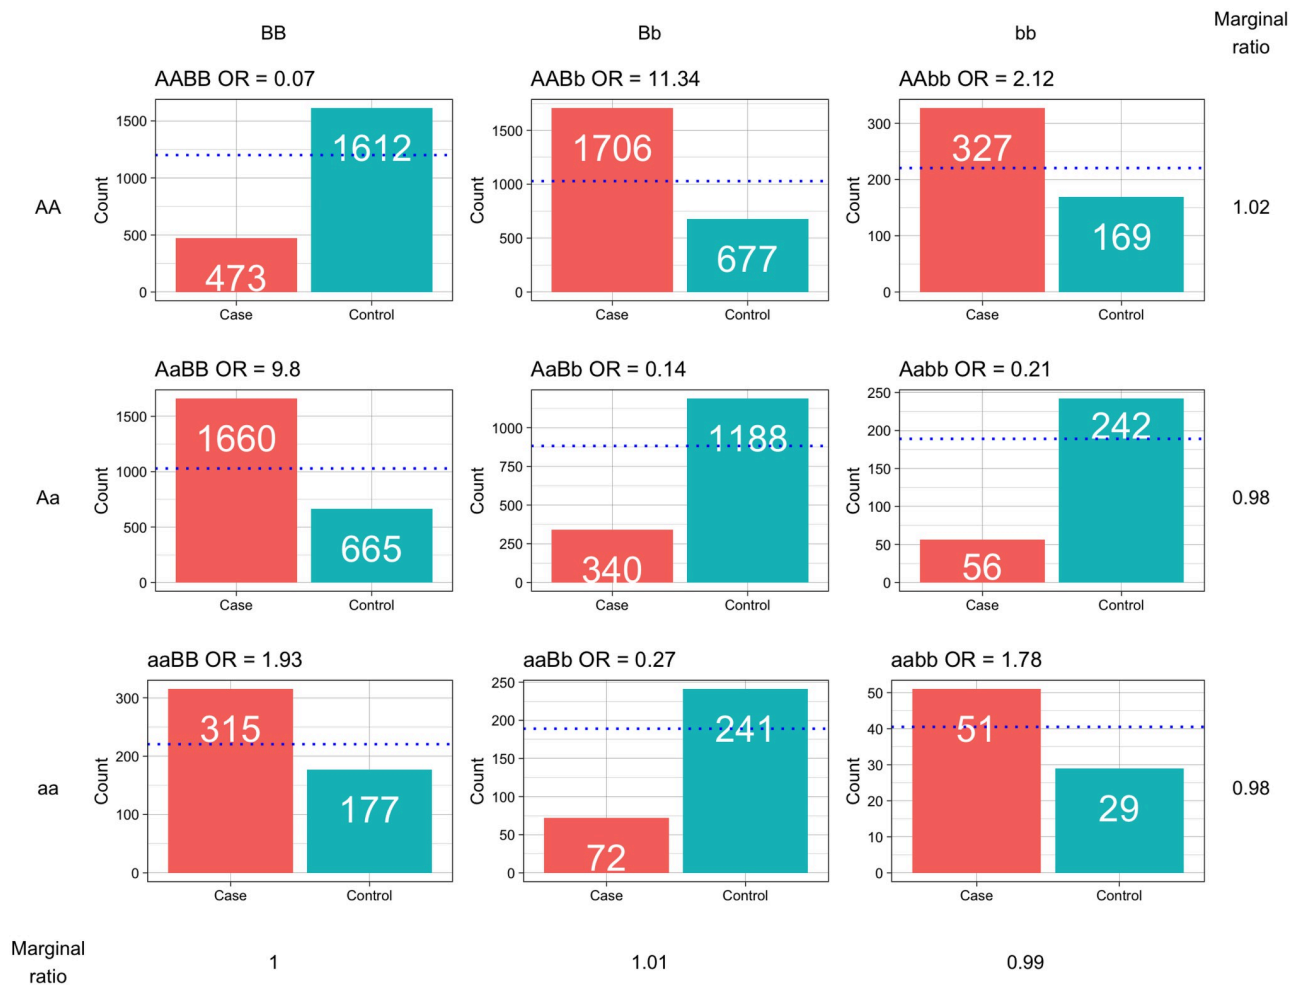 BB
Bb
bb
Marginal
ratio
AA
AABB OR = 0.07
Count
1500
1000
500
0
473
1612
Case
Control
AABb OR = 11.34
Count
1500
1000
500
0
1706
677
Case
Control
AAbb OR = 2.12
Count
300
200
100
0
327
169
Case
Control
1.02
Aa
AaBB OR = 9.8
Count
1500
1000
500
0
1660
665
Case
Control
AaBb OR = 0.14
Count
1000
750
500
250
0
340
1188
Case
Control
Aabb OR = 0.21
Count
250
200
150
100
50
0
56
242
Case
Control
0.98
aa
aaBB OR = 1.93
Count
300
200
100
0
315
177
Case
Control
aaBb OR = 0.27
Count
250
200
150
100
50
0
72
241
Case
Control
aabb OR = 1.78
Count
50
40
30
20
10
0
51
29
Case
Control
0.98
Marginal
ratio
1
1.01
0.99